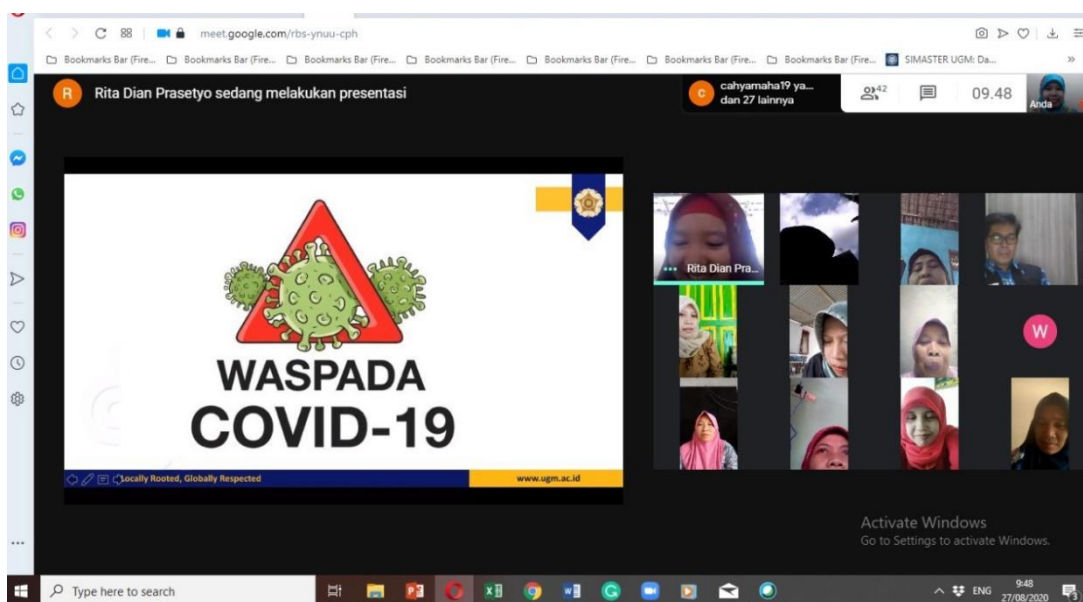 meet.google.com/rbs-ynuu-cph
Bookmarks Bar (Fire... Bookmarks Bar (Fire... Bookmarks Bar (Fire... Bookmarks Bar (Fire... Bookmarks Bar (Fire... Bookmarks Bar (Fire... Bookmarks Bar (Fire... SIMASTER UGM: Da... »
R Rita Dian Prasetyo sedang melakukan presentasi
c cahyamaha19 ya...
dan 27 lainnya
42
09.48
Anda
WASPADA
COVID-19
Locally Rooted, Globally Respected www.ugm.ac.id
Rita Dian Pra...
W
Activate Windows
Go to Settings to activate Windows.
Type here to search
ENG
9:48
27/08/2020